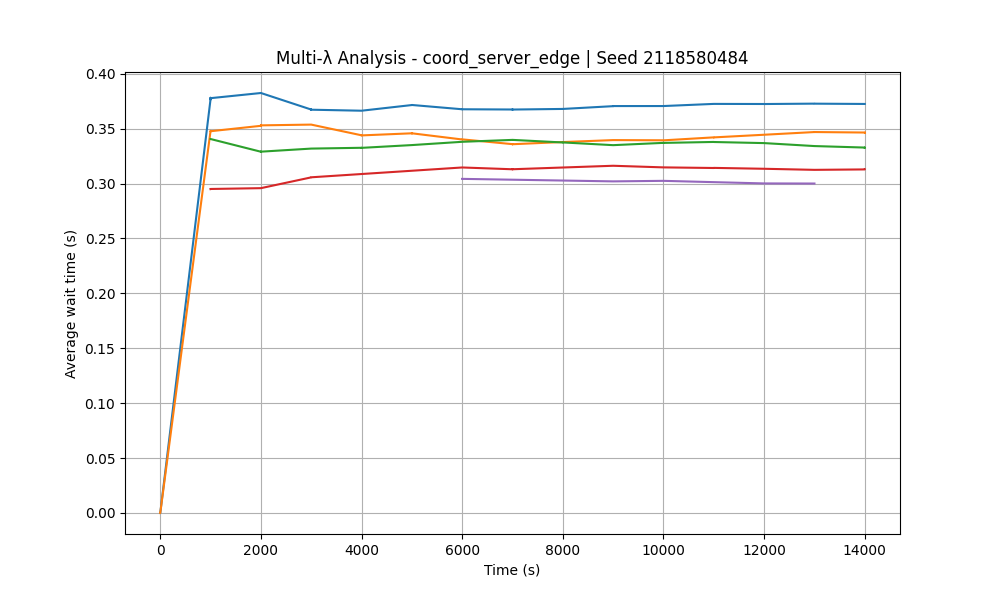 Multi-λ Analysis - coord_server_edge | Seed 2118580484
Average wait time (s)
0.40
0.35
0.30
0.25
0.20
0.15
0.10
0.05
0.00
0 2000 4000 6000 8000 10000 12000 14000
Time (s)